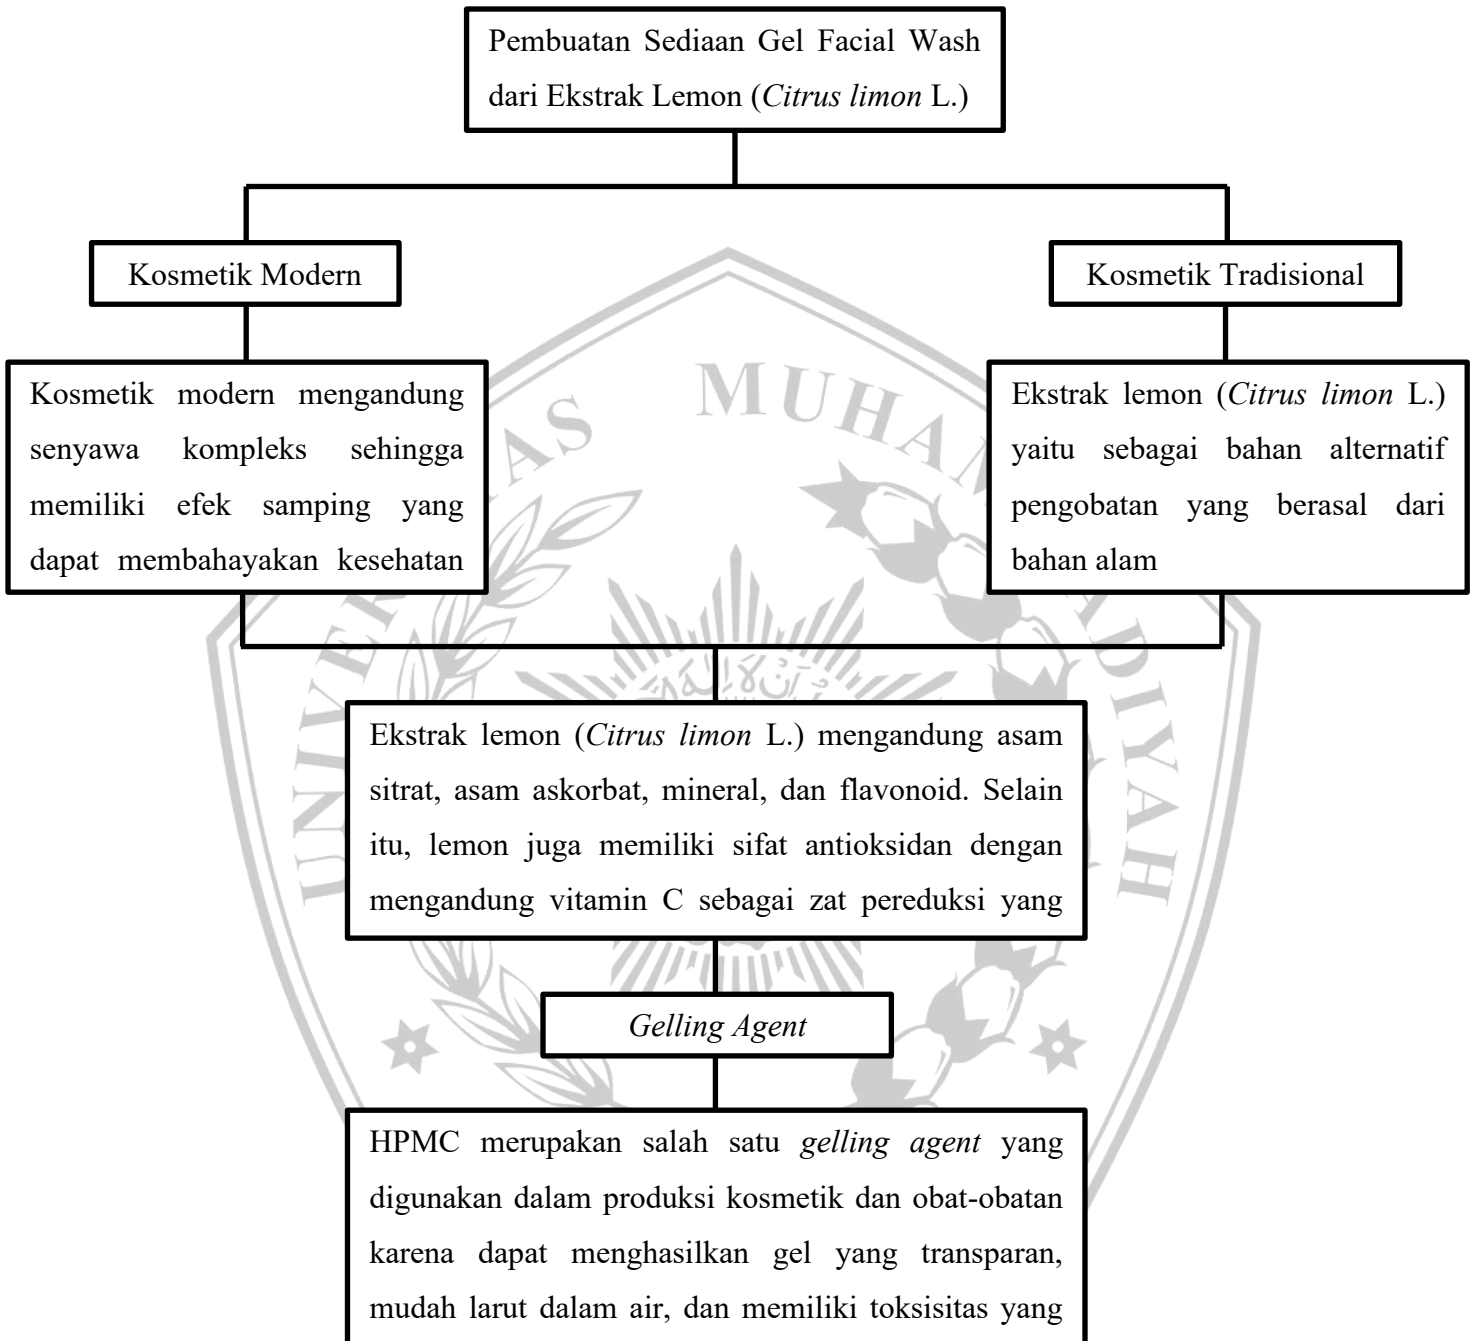 Pembuatan Sediaan Gel Facial Wash
dari Ekstrak Lemon (Citrus limon L.)
Kosmetik Modern
Kosmetik Tradisional
Kosmetik modern mengandung
senyawa kompleks sehingga
memiliki efek samping yang
dapat membahayakan kesehatan
Ekstrak lemon (Citrus limon L.)
yaitu sebagai bahan alternatif
pengobatan yang berasal dari
bahan alam
Ekstrak lemon (Citrus limon L.) mengandung asam
sitrat, asam askorbat, mineral, dan flavonoid. Selain
itu, lemon juga memiliki sifat antioksidan dengan
mengandung vitamin C sebagai zat pereduksi yang
Gelling Agent
HPMC merupakan salah satu gelling agent yang
digunakan dalam produksi kosmetik dan obat-obatan
karena dapat menghasilkan gel yang transparan,
mudah larut dalam air, dan memiliki toksisitas yang